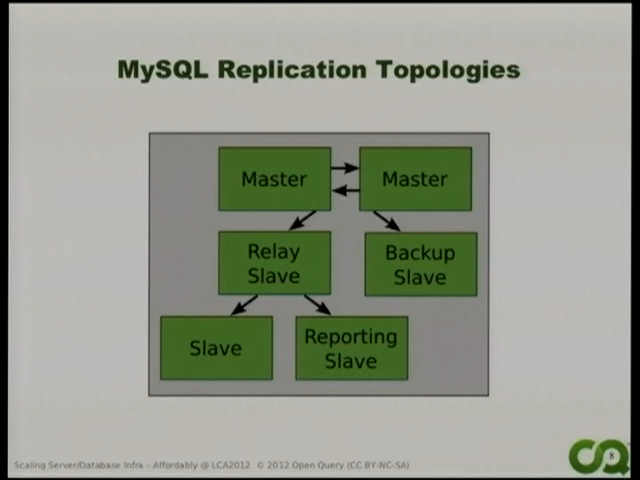 MySQL Replication Topologies
Master
Master
Relay
Slave
Backup
Slave
Slave
Reporting
Slave
Scaling Server/Database Infra – Affordably @ LCA2012 © 2012 Open Query (CC BY-NC-SA)
8